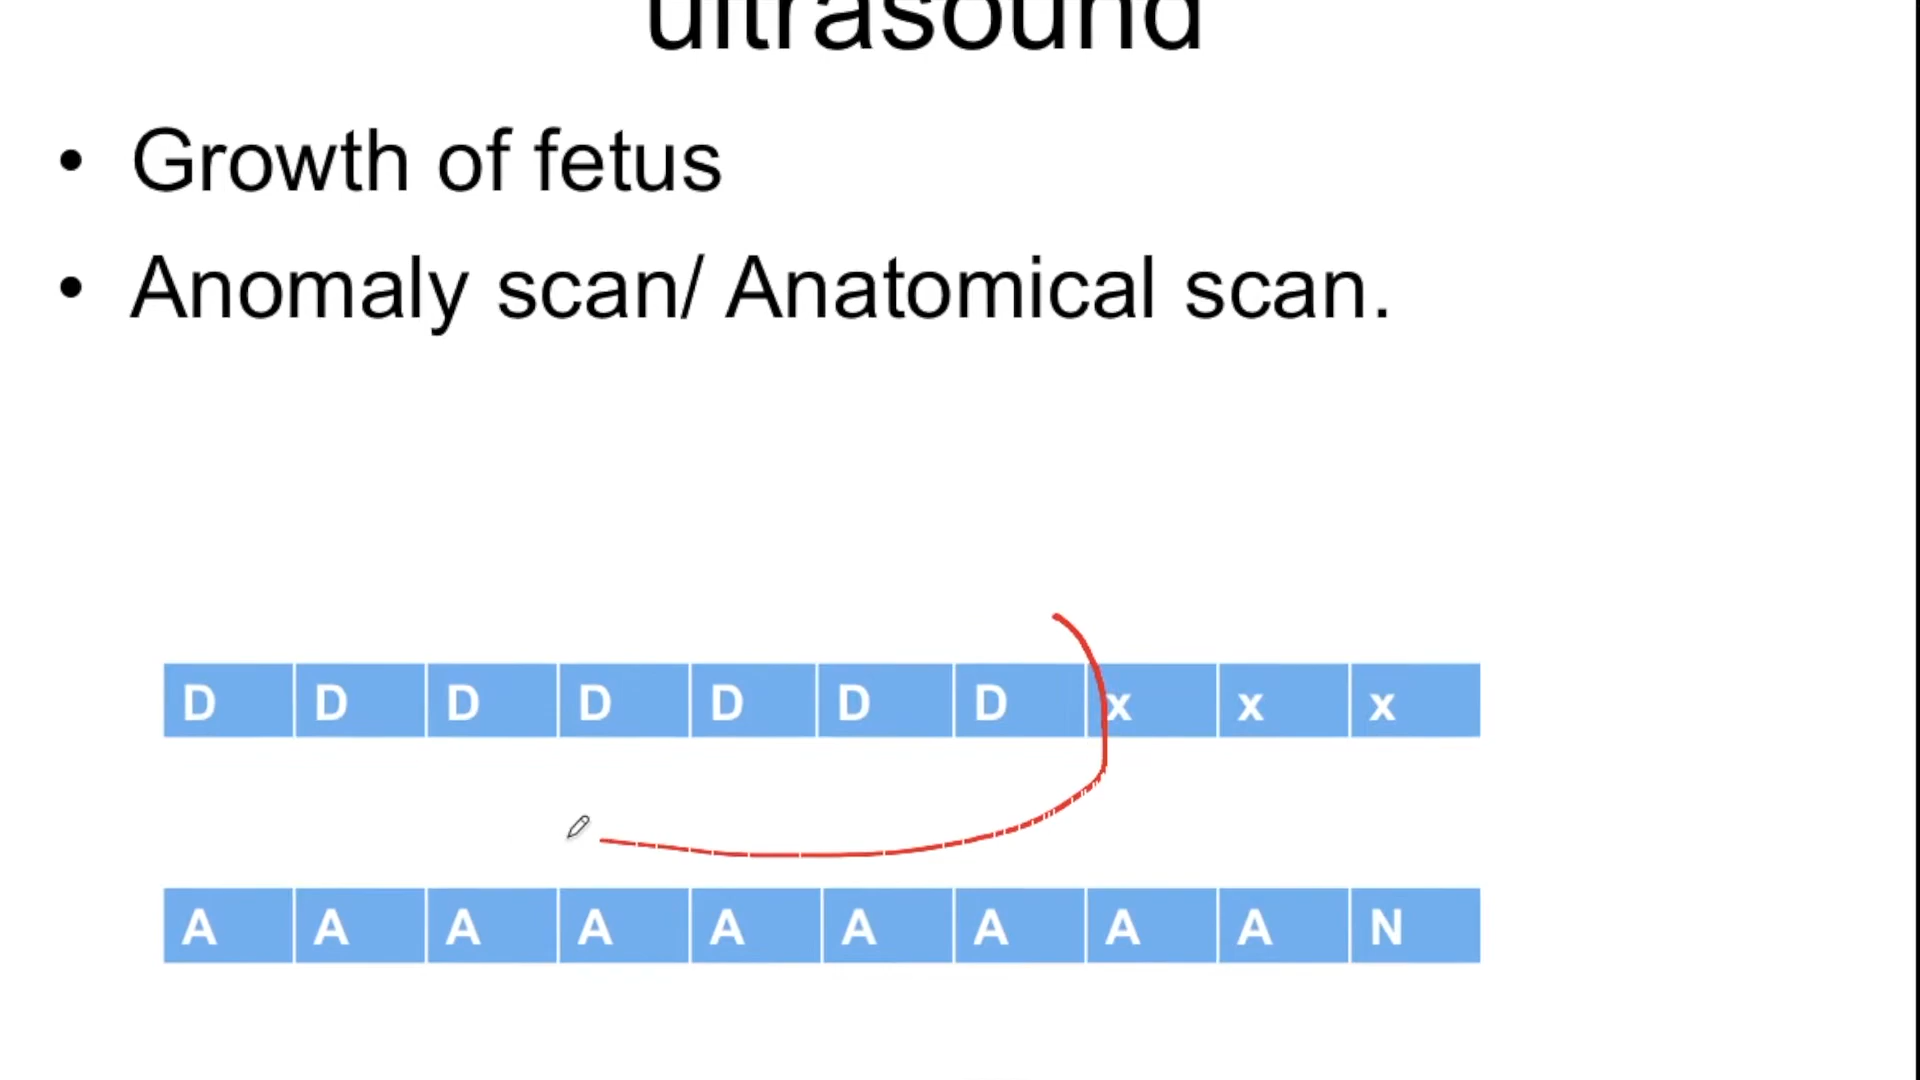 ultrasound
• Growth of fetus
• Anomaly scan/ Anatomical scan.
D D D D D D D x x x
A A A A A A A A A N